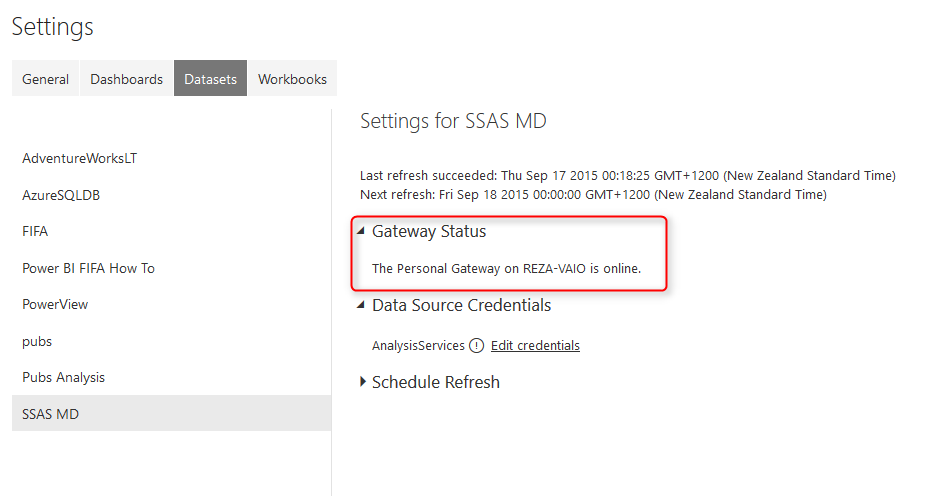 Settings
General Dashboards Datasets Workbooks
AdventureWorksLT
AzureSQLDB
FIFA
Power BI FIFA How To
PowerView
pubs
Pubs Analysis
SSAS MD
Settings for SSAS MD
Last refresh succeeded: Thu Sep 17 2015 00:18:25 GMT+1200 (New Zealand Standard Time)
Next refresh: Fri Sep 18 2015 00:00:00 GMT+1200 (New Zealand Standard Time)
Gateway Status
The Personal Gateway on REZA-VAIO is online.
Data Source Credentials
AnalysisServices Edit credentials
Schedule Refresh